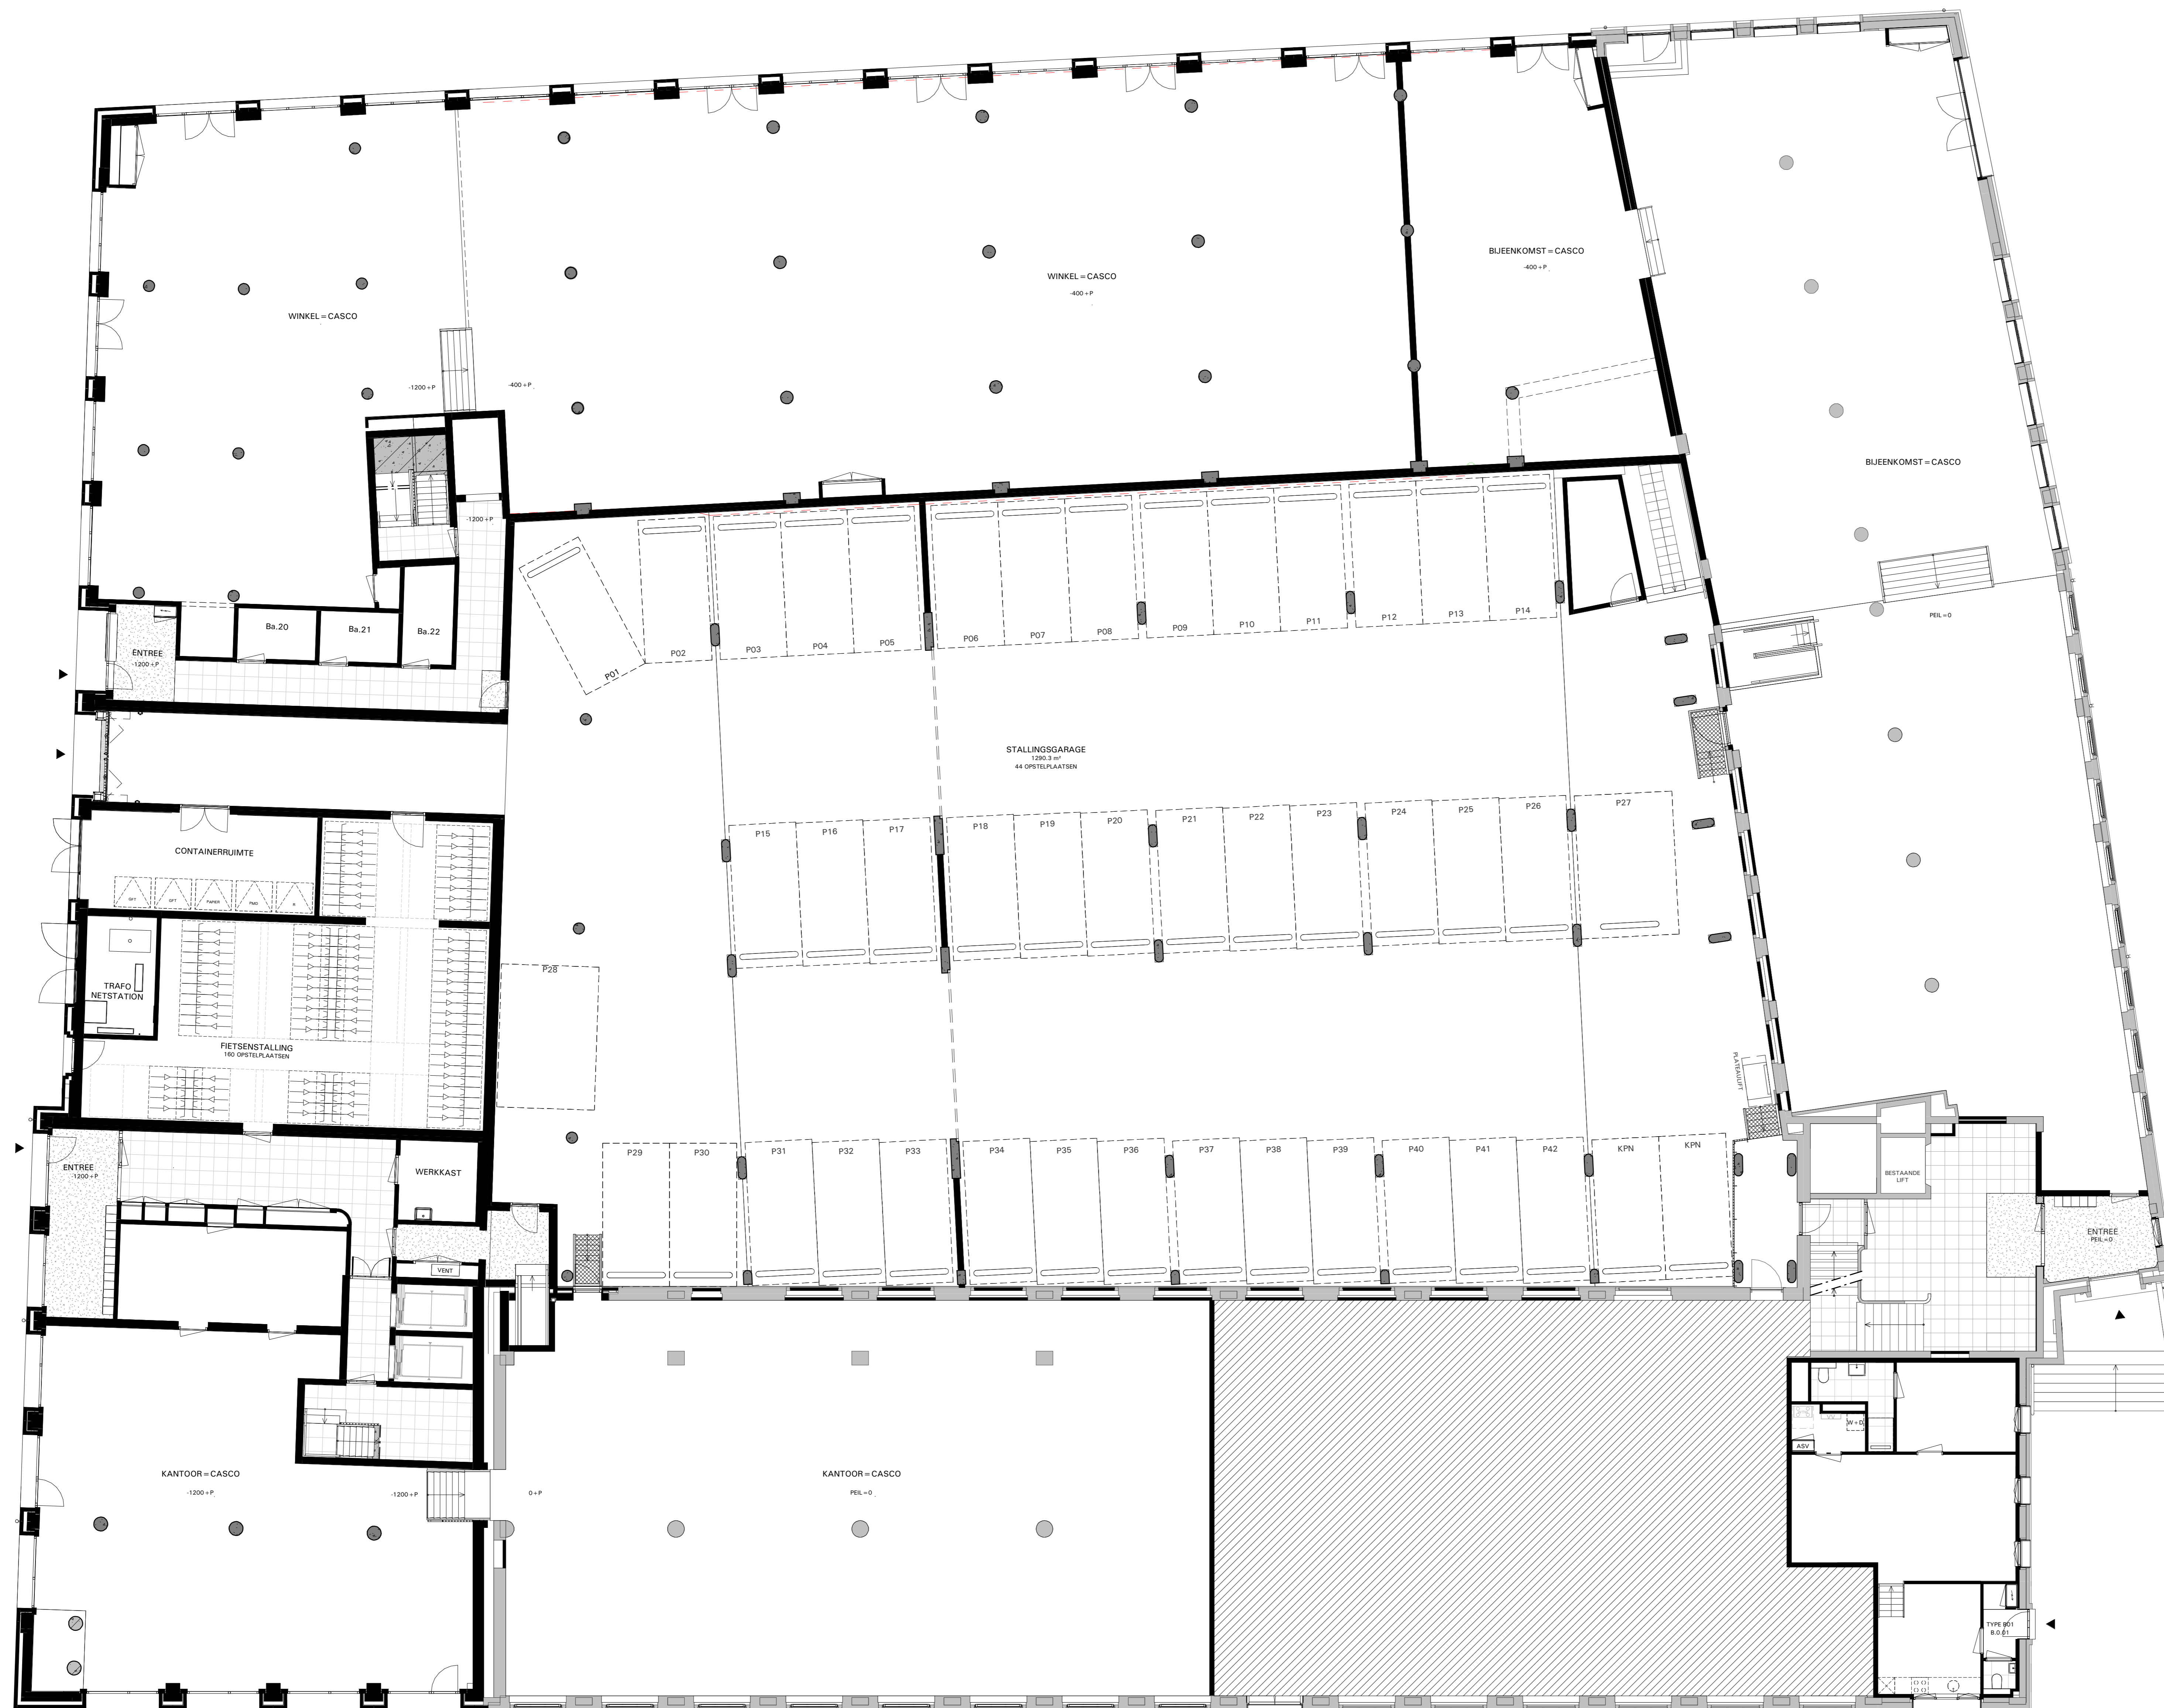 BIJEENKOMST = CASCO
-400+P
WINKEL = CASCO
-400+P
WINKEL = CASCO
-1200+P
-400+P
BIJEENKOMST = CASCO
-1200+P
PEIL=0
Ba.20
Ba.21
Ba.22
ENTREE
-1200+P
P01
P02
P03
P04
P05
P06
P07
P08
P09
P10
P11
P12
P13
P14
STALLINGSGARAGE
1290.3 m²
44 OPSTELPLAATSEN
P15
P16
P17
P18
P19
P20
P21
P22
P23
P24
P25
P26
P27
CONTAINERRUIMTE
GFT
GFT
PAPIER
PMD
P28
TRAFO
NETSTATION
FIETSENSTALLING
160 OPSTELPLAATSEN
PLATEAULIFT
P29
P30
P31
P32
P33
P34
P35
P36
P37
P38
P39
P40
P41
P42
KPN
KPN
ENTREE
-1200+P
WERKKAST
VENT
BESTAANDE
LIFT
ENTREE
PEIL=0
W+D
ASV
KANTOOR = CASCO
-1200+P
-1200+P
0+P
KANTOOR = CASCO
PEIL=0
TYPE B01
B.0.01